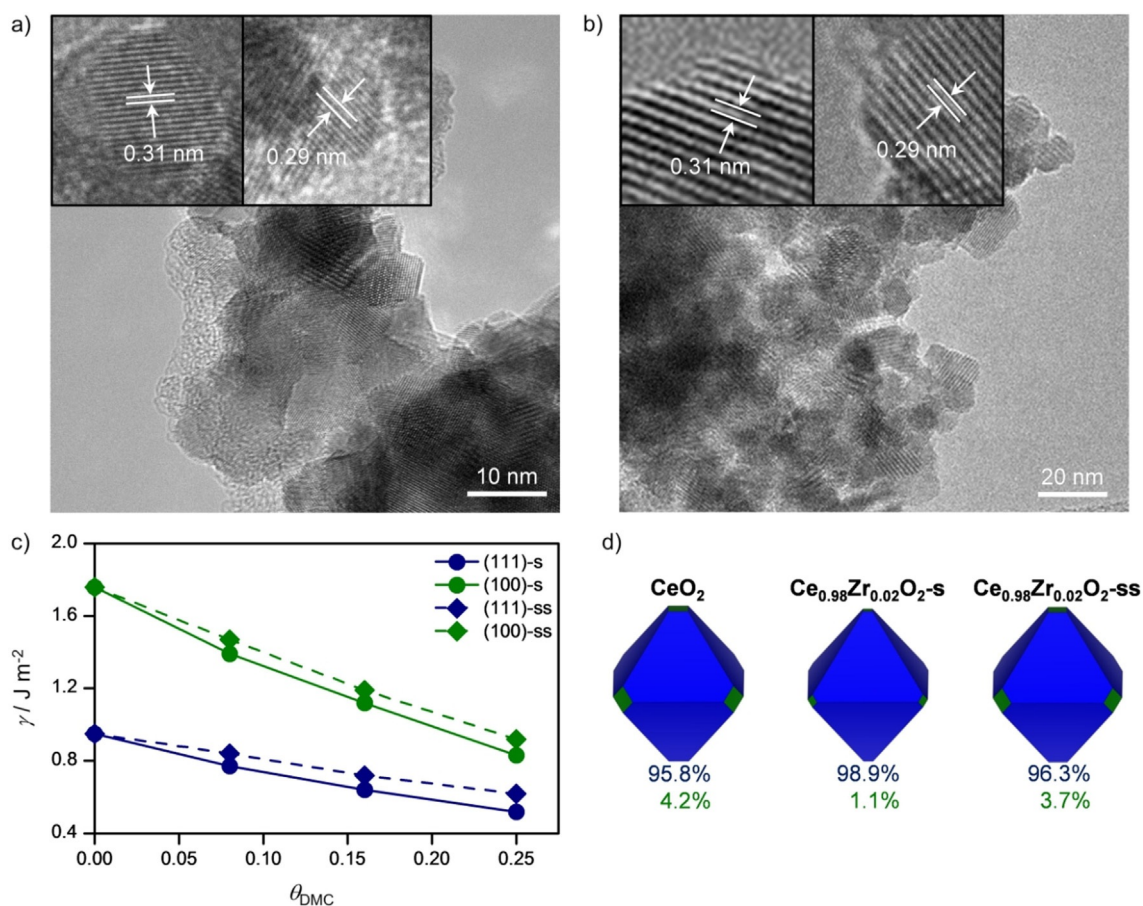 a)
0.31 nm
0.29 nm
10 nm
b)
0.31 nm
0.29 nm
20 nm
c)
2.0
1.6
1.2
0.8
0.4
γ / J m⁻²
0.00 0.05 0.10 0.15 0.20 0.25
θDMC
(111)-s
(100)-s
(111)-ss
(100)-ss
d)
CeO₂ Ce₀.₉₈Zr₀.₀₂O₂-s Ce₀.₉₈Zr₀.₀₂O₂-ss
95.8% 98.9% 96.3%
4.2% 1.1% 3.7%